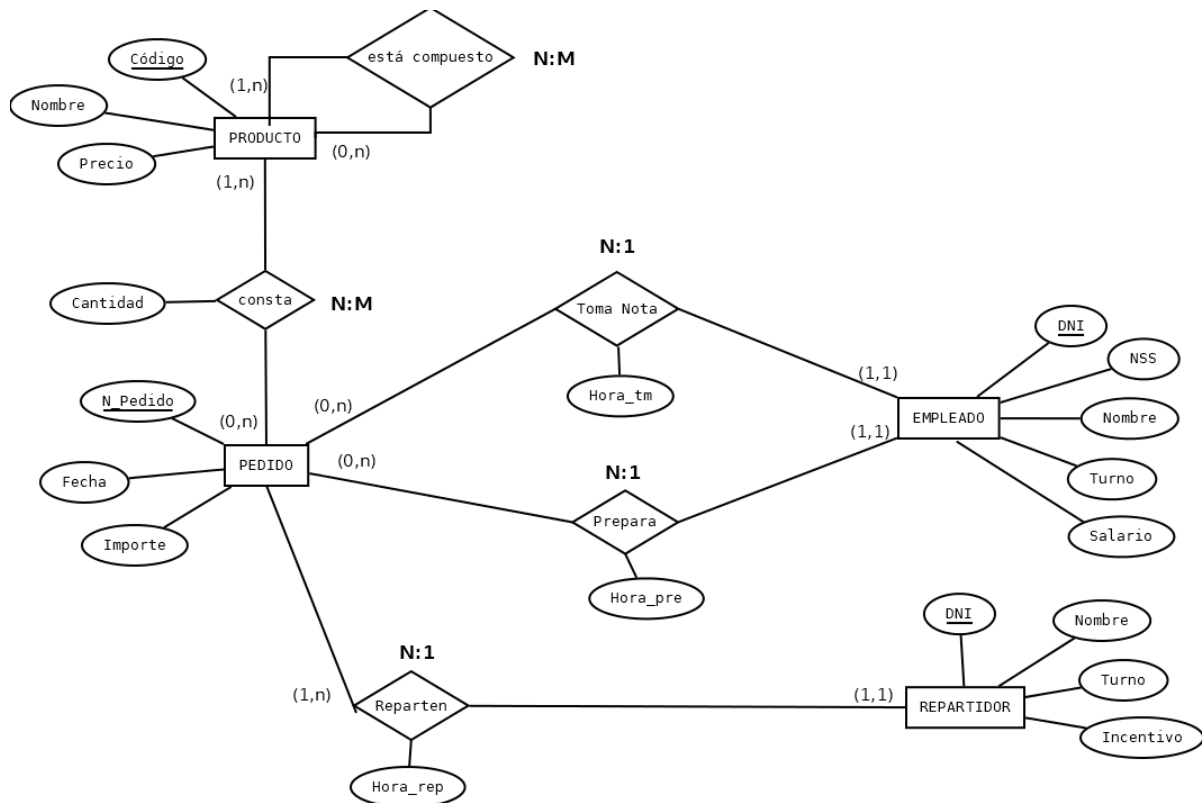 está compuesto
N:M
Código
(1,n)
Nombre
PRODUCTO
(0,n)
Precio
(1,n)
N:1
Cantidad
consta
N:M
Toma Nota
DNI
NSS
(1,1)
Hora_tm
N_Pedido
(0,n)
(0,n)
EMPLEADO
Nombre
(1,1)
PEDIDO
(0,n)
N:1
Fecha
Turno
Prepara
Importe
Salario
Hora_pre
DNI
Nombre
N:1
(1,n)
Reparten
(1,1)
REPARTIDOR
Turno
Incentivo
Hora_rep